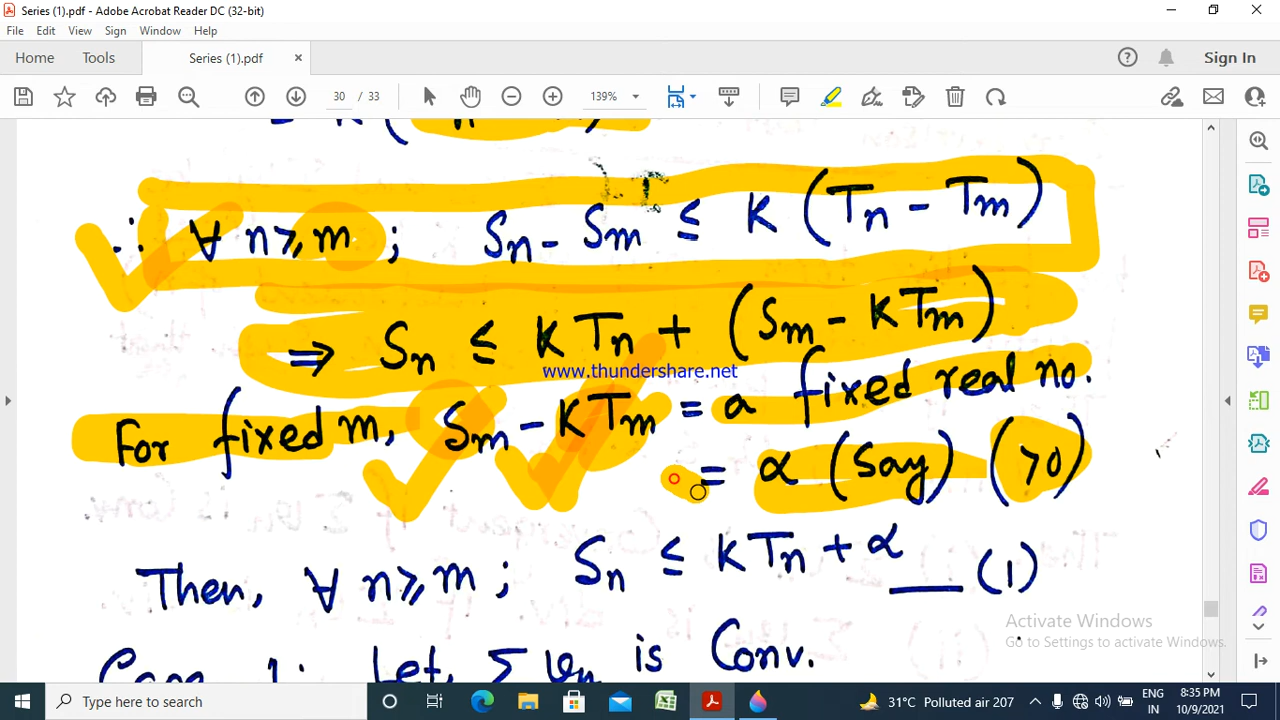 Series (1).pdf - Adobe Acrobat Reader DC (32-bit)
File Edit View Sign Window Help
Home Tools Series (1).pdf × Sign In
30 / 33 139%
∴ ∀ n ≥ m ; Sn - Sm ≤ K (Tn - Tm)
⇒ Sn ≤ KTn + (Sm - KTm)
www.thundershare.net
For fixed m, Sm - KTm = a fixed real no.
= α (Say) (>0)
Then, ∀ n ≥ m ; Sn ≤ KTn + α — (1)
Activate Windows
Go to Settings to activate Windows.
Let, Σ vn is Conv.
Type here to search
31°C Polluted air 207
ENG
IN
8:35 PM
10/9/2021